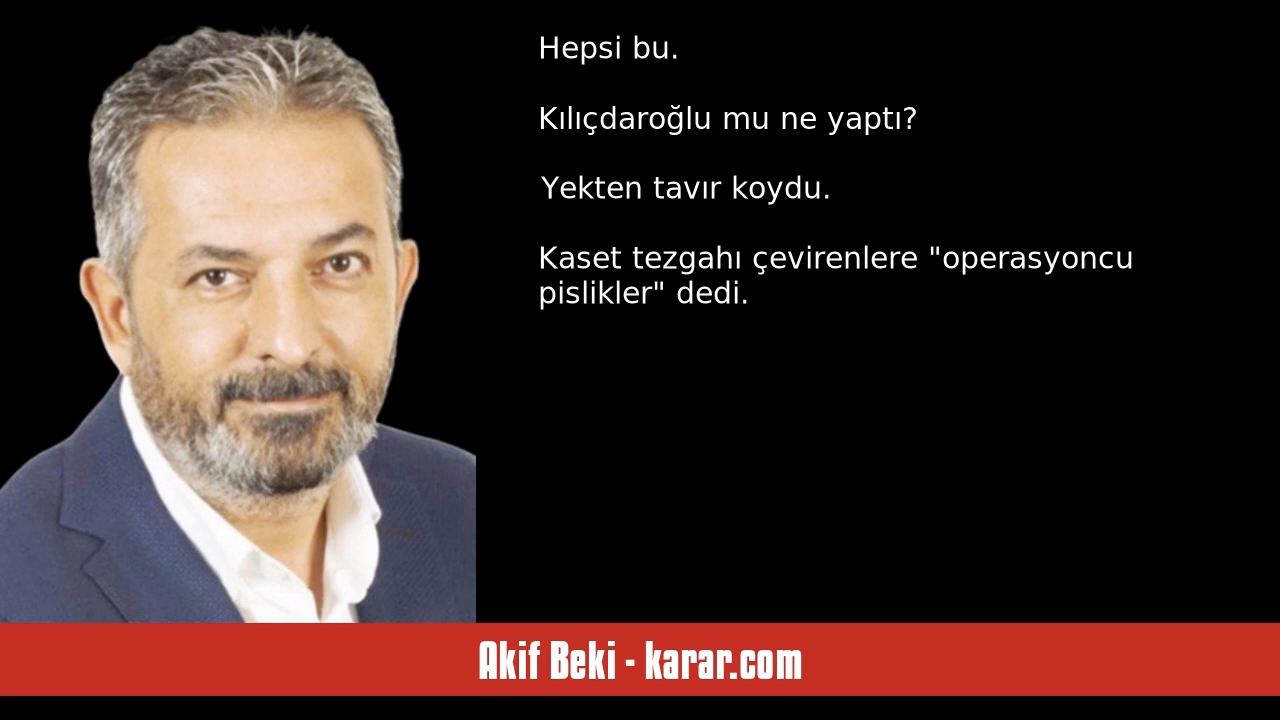 Hepsi bu.
Kılıçdaroğlu mu ne yaptı?
Yekten tavır koydu.
Kaset tezgahı çevirenlere "operasyoncu
pislikler" dedi.
Akif Beki - karar.com